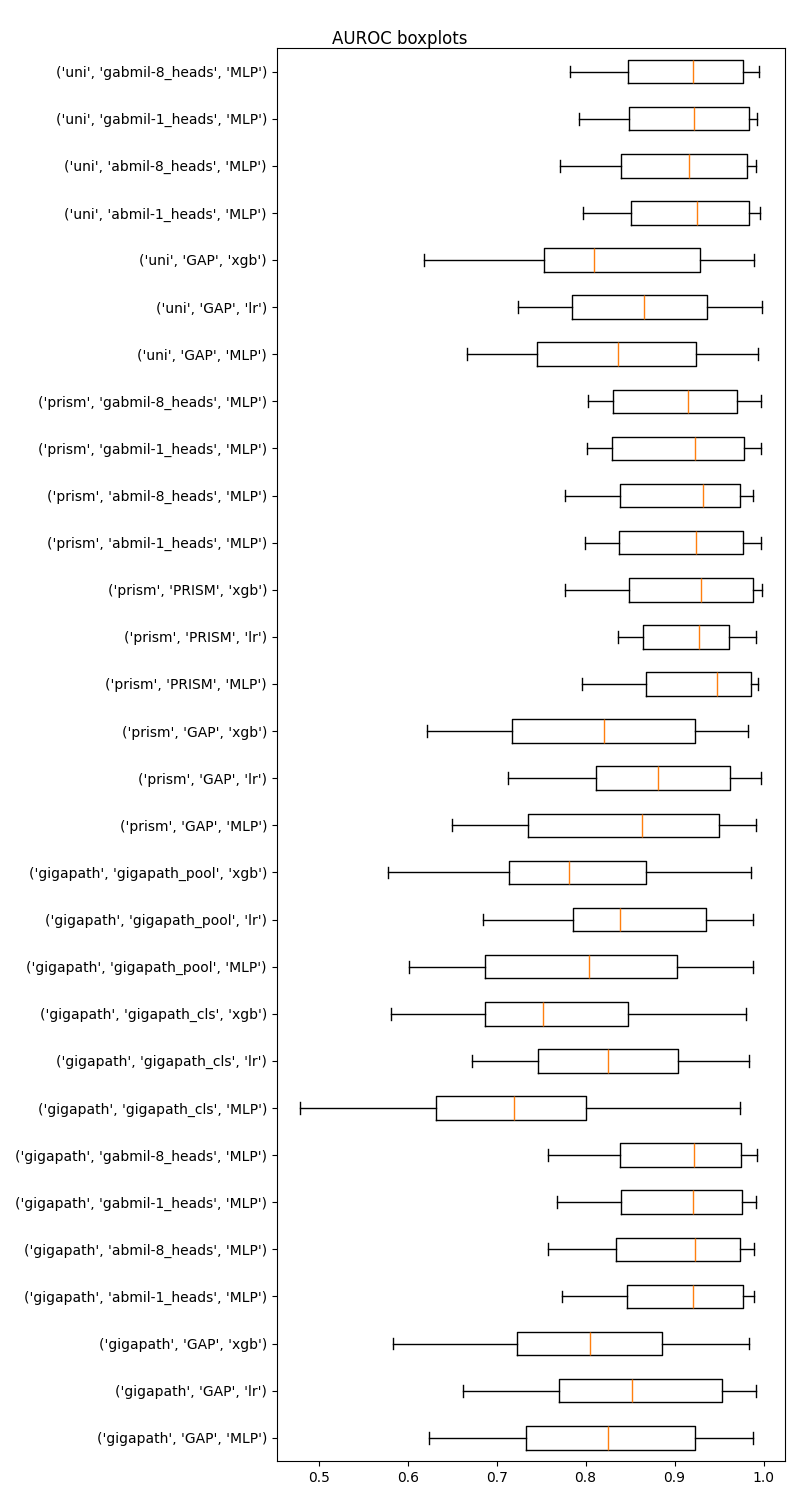 AUROC boxplots
('uni', 'gabmil-8_heads', 'MLP')
('uni', 'gabmil-1_heads', 'MLP')
('uni', 'abmil-8_heads', 'MLP')
('uni', 'abmil-1_heads', 'MLP')
('uni', 'GAP', 'xgb')
('uni', 'GAP', 'lr')
('uni', 'GAP', 'MLP')
('prism', 'gabmil-8_heads', 'MLP')
('prism', 'gabmil-1_heads', 'MLP')
('prism', 'abmil-8_heads', 'MLP')
('prism', 'abmil-1_heads', 'MLP')
('prism', 'PRISM', 'xgb')
('prism', 'PRISM', 'lr')
('prism', 'PRISM', 'MLP')
('prism', 'GAP', 'xgb')
('prism', 'GAP', 'lr')
('prism', 'GAP', 'MLP')
('gigapath', 'gigapath_pool', 'xgb')
('gigapath', 'gigapath_pool', 'lr')
('gigapath', 'gigapath_pool', 'MLP')
('gigapath', 'gigapath_cls', 'xgb')
('gigapath', 'gigapath_cls', 'lr')
('gigapath', 'gigapath_cls', 'MLP')
('gigapath', 'gabmil-8_heads', 'MLP')
('gigapath', 'gabmil-1_heads', 'MLP')
('gigapath', 'abmil-8_heads', 'MLP')
('gigapath', 'abmil-1_heads', 'MLP')
('gigapath', 'GAP', 'xgb')
('gigapath', 'GAP', 'lr')
('gigapath', 'GAP', 'MLP')
0.5 0.6 0.7 0.8 0.9 1.0